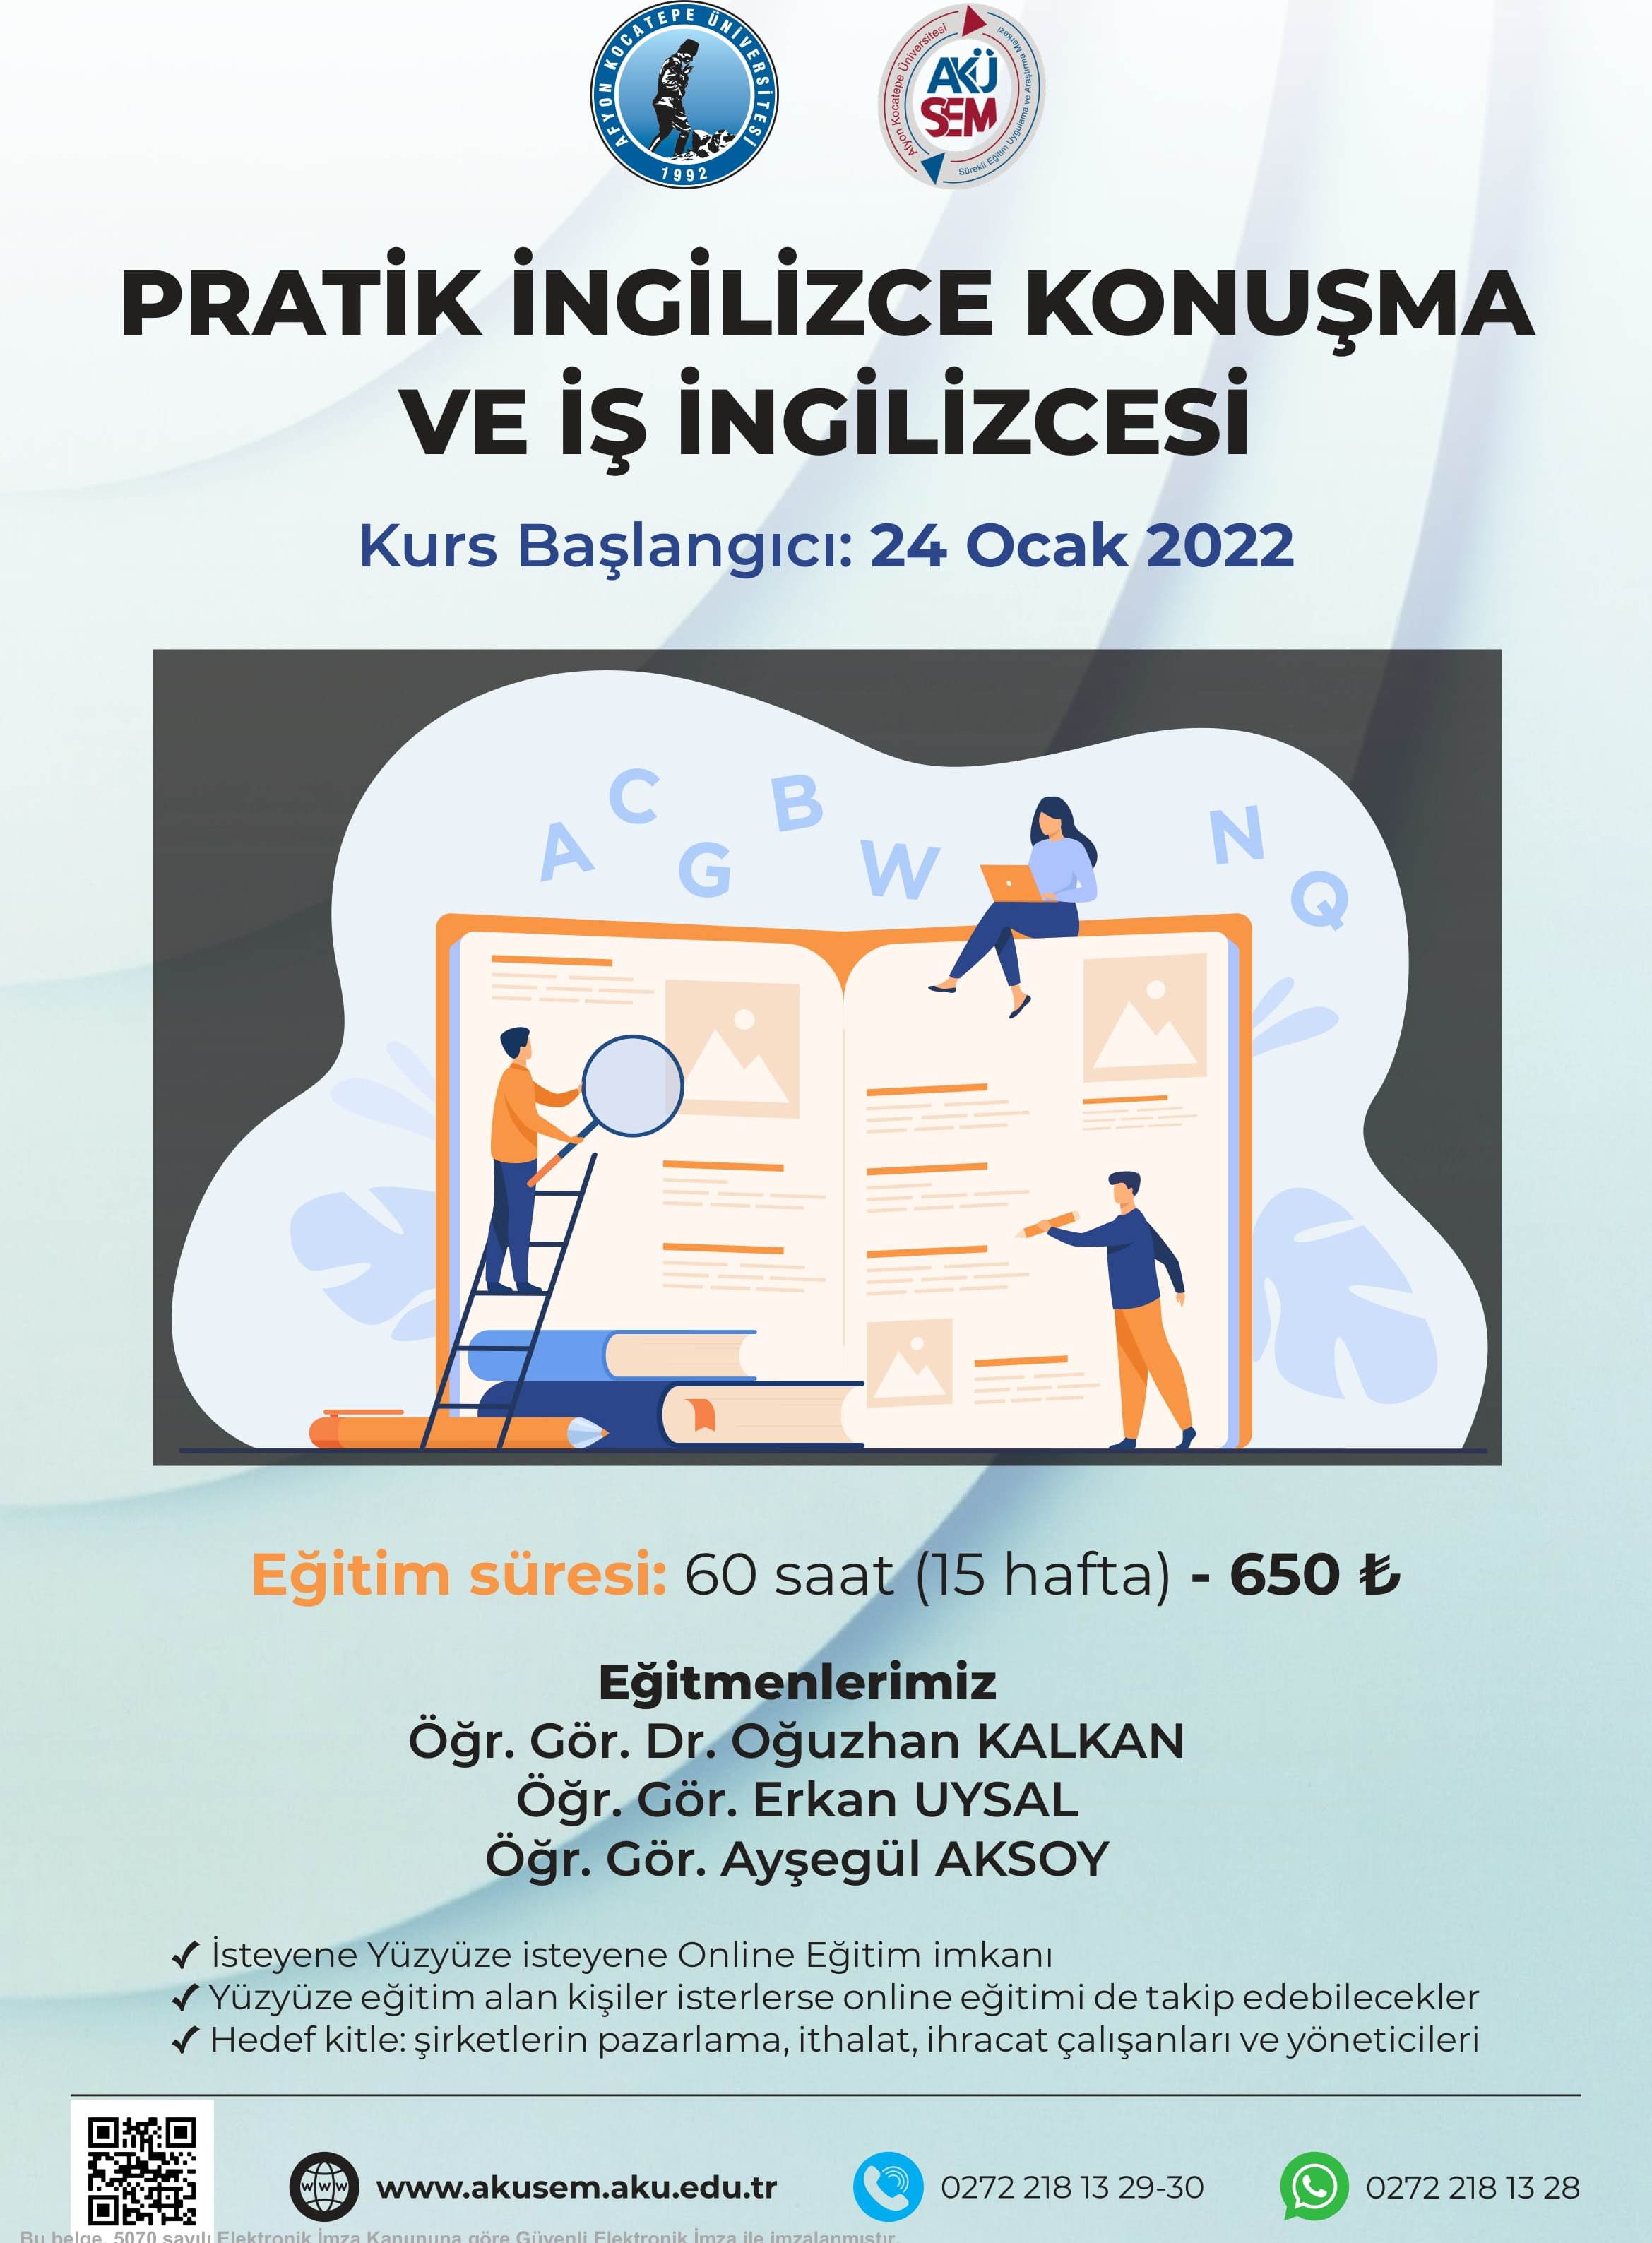 AFYON KOCATEPE ÜNİVERSİTESİ
1992
Afyon Kocatepe Üniversitesi
Sürekli Eğitim Uygulama ve Araştırma Merkezi
AKÜ
SEM
PRATİK İNGİLİZCE KONUŞMA
VE İŞ İNGİLİZCESİ
Kurs Başlangıcı: 24 Ocak 2022
A C G B W N Q
Eğitim süresi: 60 saat (15 hafta) - 650 ₺
Eğitmenlerimiz
Öğr. Gör. Dr. Oğuzhan KALKAN
Öğr. Gör. Erkan UYSAL
Öğr. Gör. Ayşegül AKSOY
✓ İsteyene Yüzyüze isteyene Online Eğitim imkanı
✓ Yüzyüze eğitim alan kişiler isterlerse online eğitimi de takip edebilecekler
✓ Hedef kitle: şirketlerin pazarlama, ithalat, ihracat çalışanları ve yöneticileri
WWW www.akusem.aku.edu.tr 0272 218 13 29-30 0272 218 13 28
Bu belge, 5070 sayılı Elektronik İmza Kanununa göre Güvenli Elektronik İmza ile imzalanmıştır.